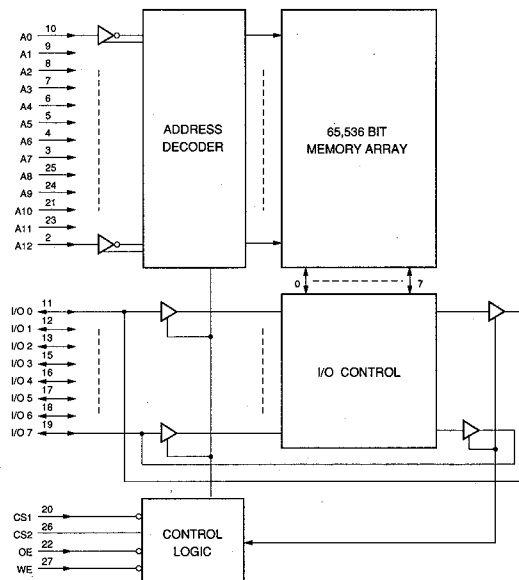 A0 10
A1 9
A2 8
A3 7
A4 6
A5 5
A6 4
A7 3
A8 25
A9 24
A10 21
A11 23
A12 2
ADDRESS
DECODER
65,536 BIT
MEMORY ARRAY
0 7
I/O 0 11
I/O 1 12
I/O 2 13
I/O 3 15
I/O 4 16
I/O 5 17
I/O 6 18
I/O 7 19
I/O CONTROL
CS1 20
CS2 26
OE 22
WE 27
CONTROL
LOGIC